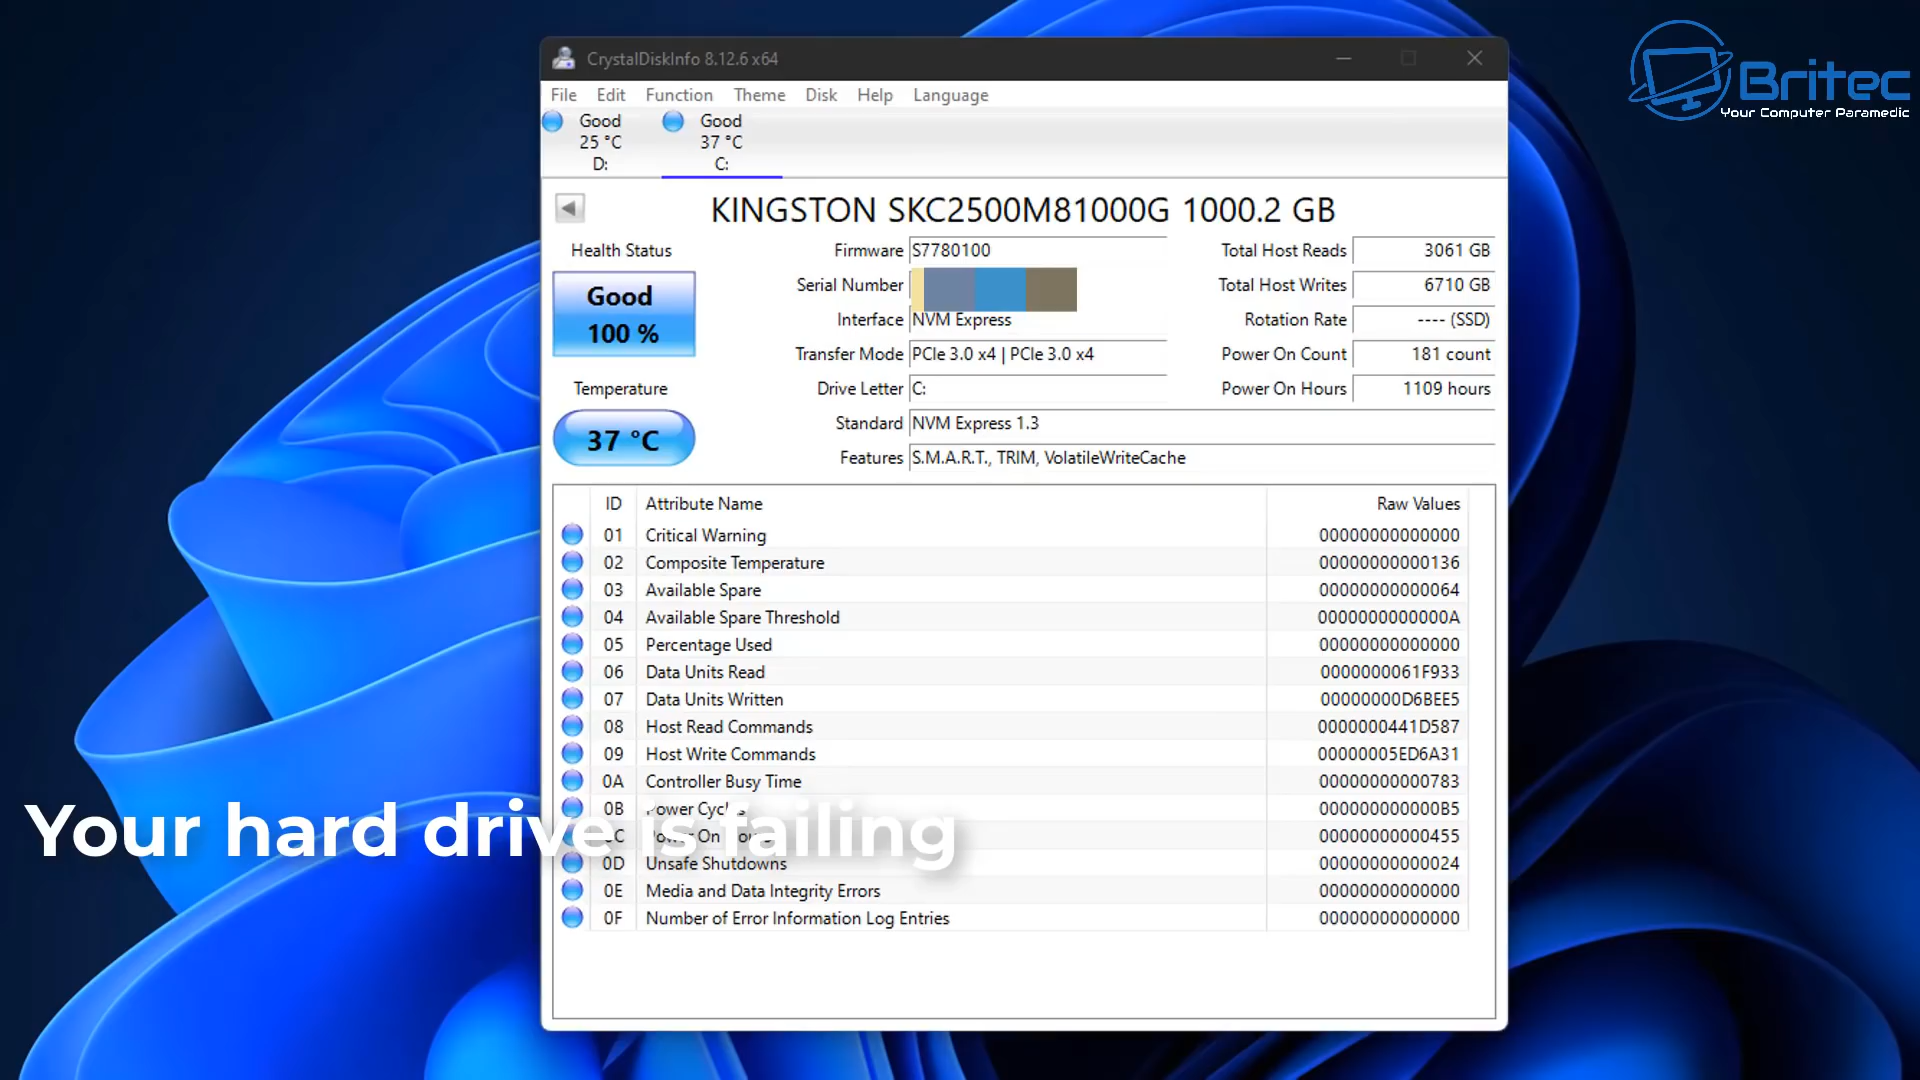 CrystalDiskInfo 8.12.6 x64
Britec
Your Computer Paramedic
File Edit Function Theme Disk Help Language
Good Good
25 °C 37 °C
D: C:
KINGSTON SKC2500M81000G 1000.2 GB
Health Status
Good
100 %
Temperature
37 °C
Firmware S7780100
Serial Number
Interface NVM Express
Transfer Mode PCIe 3.0 x4 | PCIe 3.0 x4
Drive Letter C:
Standard NVM Express 1.3
Features S.M.A.R.T., TRIM, VolatileWriteCache
Total Host Reads 3061 GB
Total Host Writes 6710 GB
Rotation Rate ---- (SSD)
Power On Count 181 count
Power On Hours 1109 hours
ID Attribute Name Raw Values
01 Critical Warning 00000000000000
02 Composite Temperature 00000000000136
03 Available Spare 00000000000064
04 Available Spare Threshold 0000000000000A
05 Percentage Used 00000000000000
06 Data Units Read 0000000061F933
07 Data Units Written 00000000D6BEE5
08 Host Read Commands 0000000441D587
09 Host Write Commands 00000005ED6A31
0A Controller Busy Time 00000000000783
0B Power Cycles 000000000000B5
0C Power On Hours 00000000000455
0D Unsafe Shutdowns 00000000000024
0E Media and Data Integrity Errors 00000000000000
0F Number of Error Information Log Entries 00000000000000
Your hard drive is failing